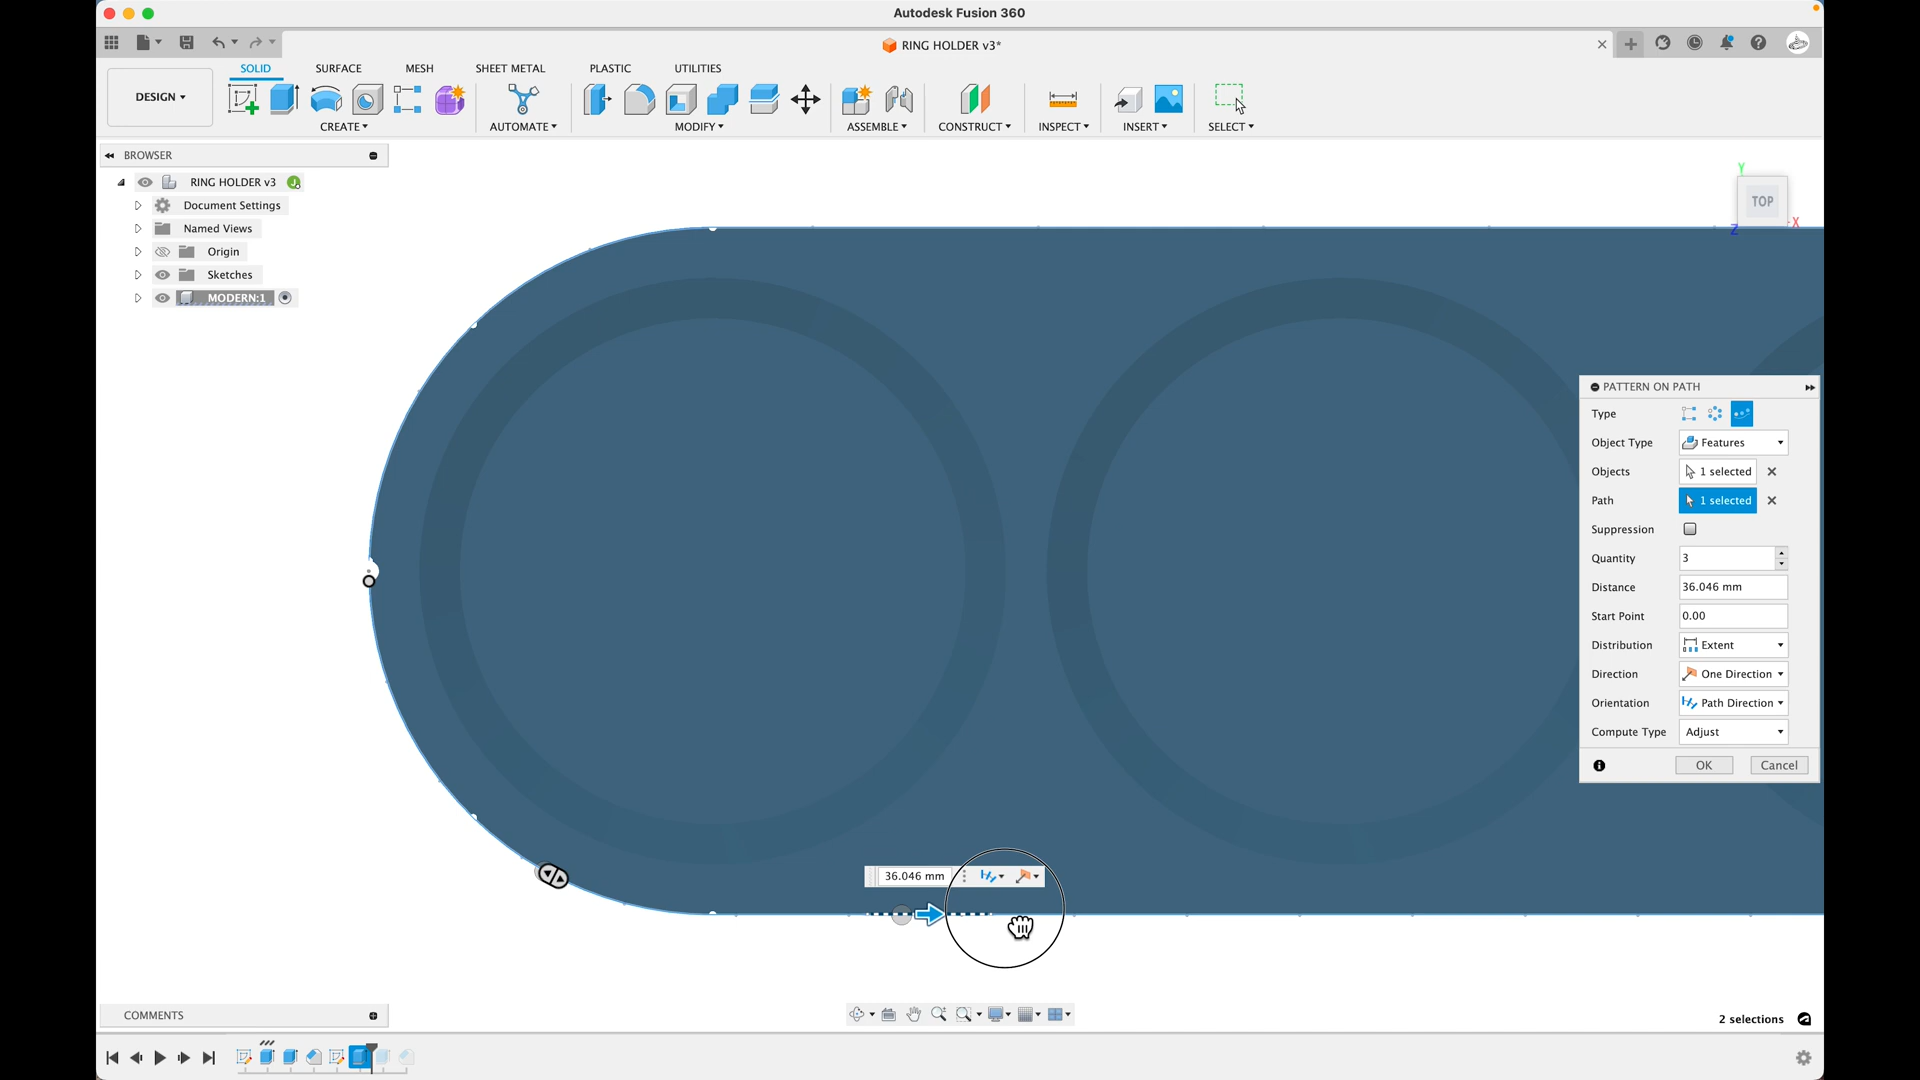 Autodesk Fusion 360
RING HOLDER v3*
SOLID SURFACE MESH SHEET METAL PLASTIC UTILITIES
DESIGN
CREATE AUTOMATE MODIFY ASSEMBLE CONSTRUCT INSPECT INSERT SELECT
BROWSER
RING HOLDER v3
Document Settings
Named Views
Origin
Sketches
MODERN:1
Y
TOP
X
Z
PATTERN ON PATH
Type
Object Type Features
Objects 1 selected
Path 1 selected
Suppression
Quantity 3
Distance 36.046 mm
Start Point 0.00
Distribution Extent
Direction One Direction
Orientation Path Direction
Compute Type Adjust
OK Cancel
36.046 mm
COMMENTS
2 selections